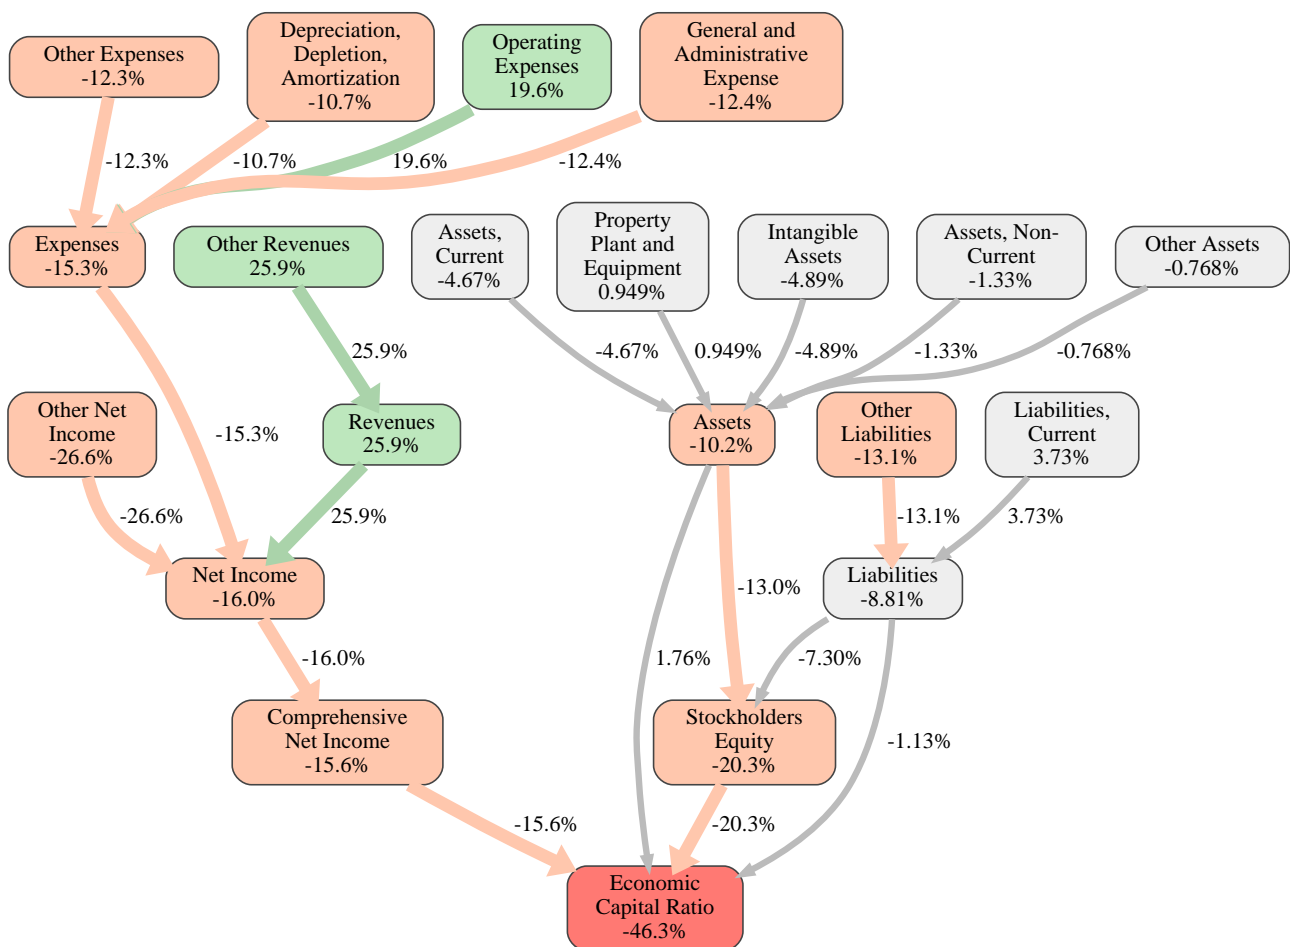 Other Expenses
-12.3%
Depreciation,
Depletion,
Amortization
-10.7%
Operating
Expenses
19.6%
General and
Administrative
Expense
-12.4%
-12.3%
-10.7%
19.6%
-12.4%
Expenses
-15.3%
Other Revenues
25.9%
Assets,
Current
-4.67%
Property
Plant and
Equipment
0.949%
Intangible
Assets
-4.89%
Assets, Non-
Current
-1.33%
Other Assets
-0.768%
25.9%
-4.67%
0.949%
-4.89%
-1.33%
-0.768%
Other Net
Income
-26.6%
-15.3%
Revenues
25.9%
Assets
-10.2%
Other
Liabilities
-13.1%
Liabilities,
Current
3.73%
-26.6%
25.9%
-13.1%
3.73%
Net Income
-16.0%
-13.0%
Liabilities
-8.81%
-16.0%
1.76%
-7.30%
Comprehensive
Net Income
-15.6%
Stockholders
Equity
-20.3%
-1.13%
-15.6%
-20.3%
Economic
Capital Ratio
-46.3%